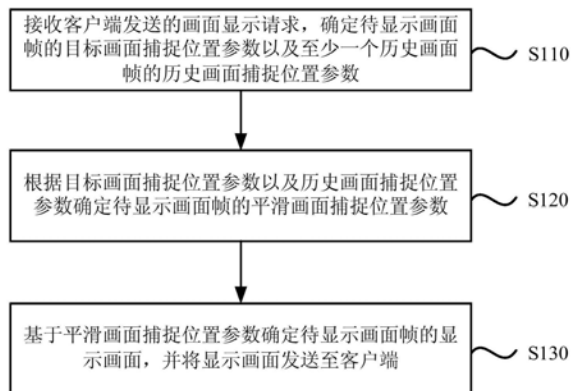 接收客户端发送的画面显示请求，确定待显示画面
帧的目标画面捕捉位置参数以及至少一个历史画面
帧的历史画面捕捉位置参数
S110
根据目标画面捕捉位置参数以及历史画面捕捉位置
参数确定待显示画面帧的平滑画面捕捉位置参数
S120
基于平滑画面捕捉位置参数确定待显示画面帧的显
示画面，并将显示画面发送至客户端
S130